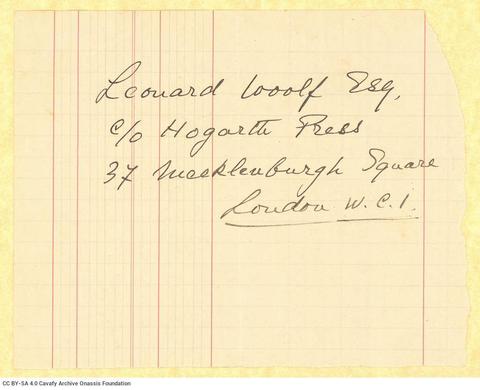 Leonard Woolf Esq.
c/o Hogarth Press
37 Mecklenburgh Square
London W.C.1.
CC BY-SA 4.0 Cavafy Archive Onassis Foundation